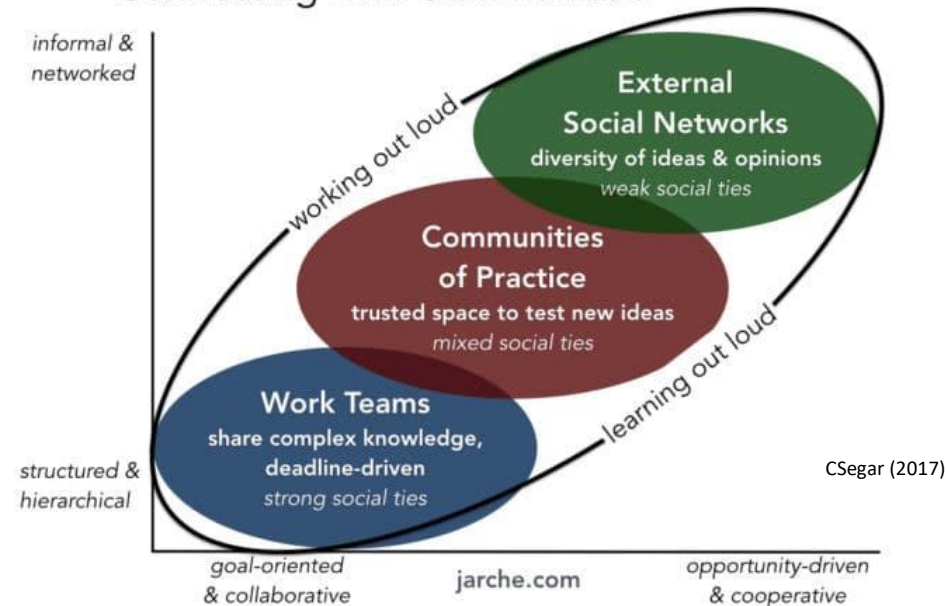 informal &
networked
External
Social Networks
diversity of ideas & opinions
weak social ties
working out loud
Communities
of Practice
trusted space to test new ideas
mixed social ties
learning out loud
Work Teams
share complex knowledge,
deadline-driven
strong social ties
structured &
hierarchical
CSegar (2017)
goal-oriented
& collaborative
jarche.com
opportunity-driven
& cooperative